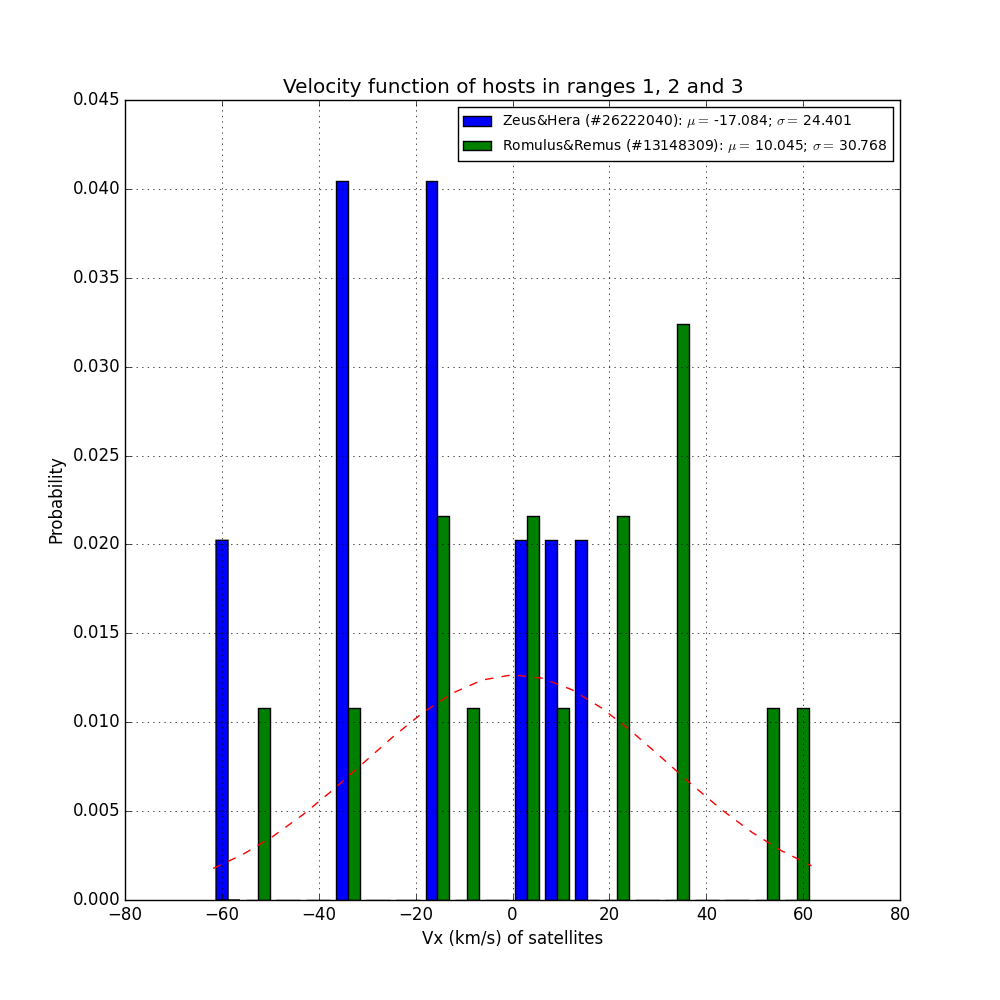 Velocity function of hosts in ranges 1, 2 and 3
Zeus&Hera (#26222040): μ = -17.084; σ = 24.401
Romulus&Remus (#13148309): μ = 10.045; σ = 30.768
Probability
0.045
0.040
0.035
0.030
0.025
0.020
0.015
0.010
0.005
0.000
−80 −60 −40 −20 0 20 40 60 80
Vx (km/s) of satellites